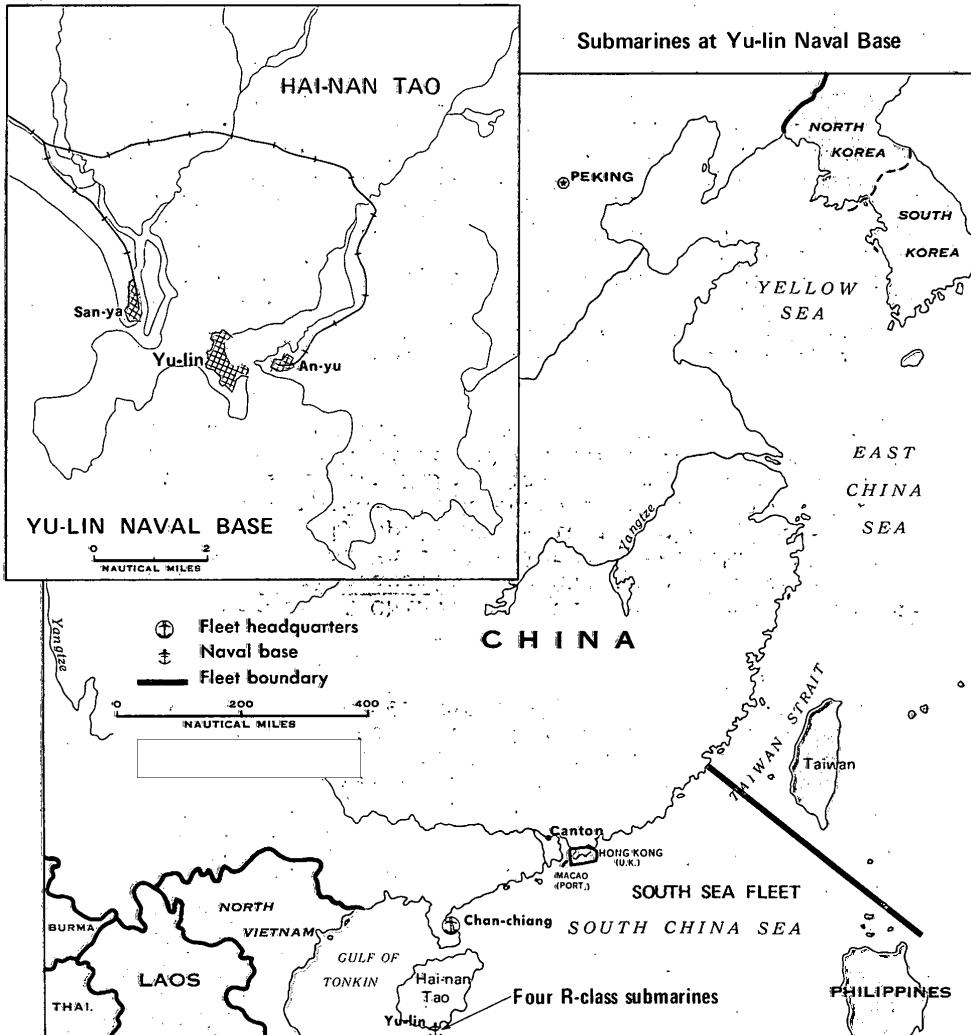 Submarines at Yu-lin Naval Base
HAI-NAN TAO
San-ya
Yu-lin
An-yu
YU-LIN NAVAL BASE
0 2
NAUTICAL MILES
NORTH
KOREA
PEKING
SOUTH
KOREA
YELLOW
SEA
EAST
CHINA
SEA
Yangtze
CHINA
Yangtze
Fleet headquarters
Naval base
Fleet boundary
0 200 400
NAUTICAL MILES
TAIWAN STRAIT
Taiwan
Canton
HONG KONG
(U.K.)
MACAO
(PORT.)
SOUTH SEA FLEET
SOUTH CHINA SEA
NORTH
VIETNAM
Chan-chiang
BURMA
GULF OF
TONKIN
LAOS
Hai-nan
Tao
THAI.
PHILIPPINES
Four R-class submarines
Yu-lin